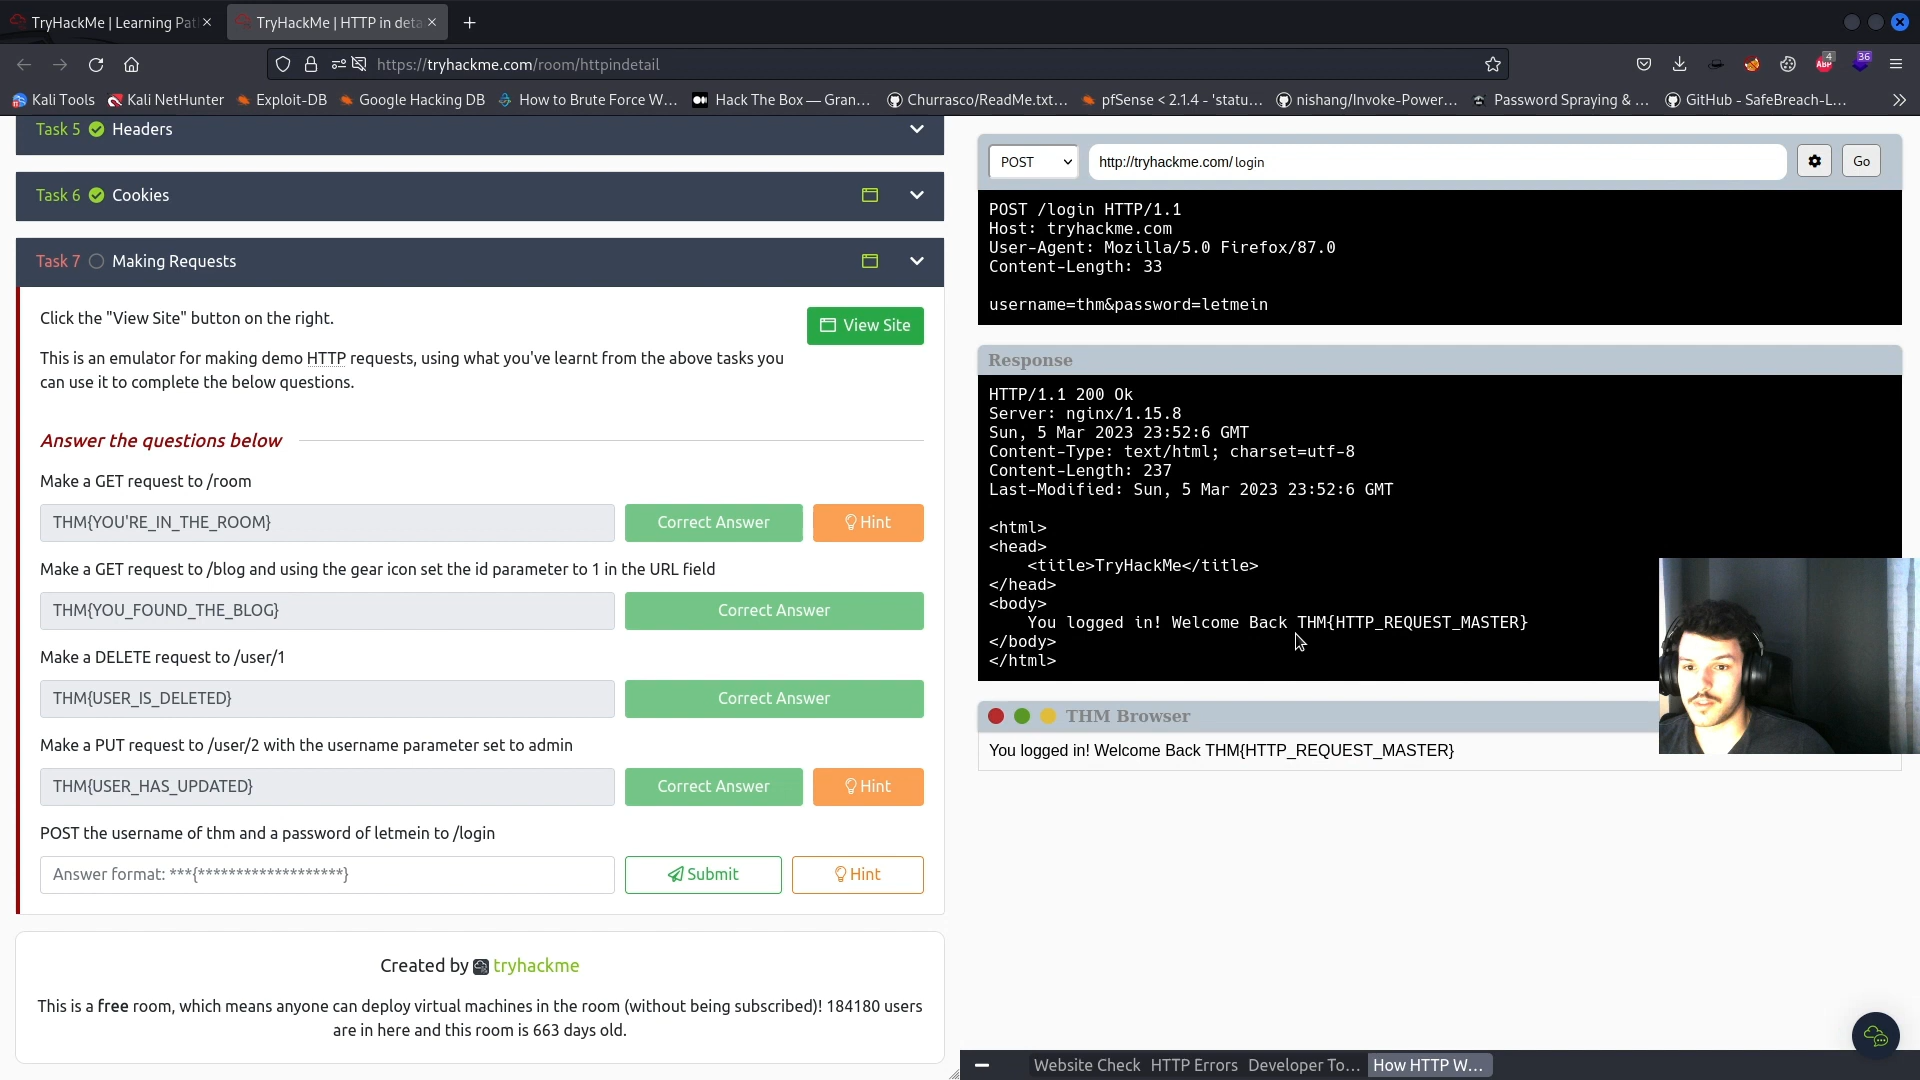 TryHackMe | Learning Pat
TryHackMe | HTTP in deta
https://tryhackme.com/room/httpindetail
4
ABP
36
Kali Tools
Kali NetHunter
Exploit-DB
Google Hacking DB
How to Brute Force W...
Hack The Box — Gran...
Churrasco/ReadMe.txt...
pfSense < 2.1.4 - 'statu...
nishang/Invoke-Power...
Password Spraying & ...
GitHub - SafeBreach-L...
Task 5 Headers
Task 6 Cookies
Task 7 Making Requests
Click the "View Site" button on the right.
View Site
This is an emulator for making demo HTTP requests, using what you've learnt from the above tasks you
can use it to complete the below questions.
Answer the questions below
Make a GET request to /room
THM{YOU'RE_IN_THE_ROOM}
Correct Answer
Hint
Make a GET request to /blog and using the gear icon set the id parameter to 1 in the URL field
THM{YOU_FOUND_THE_BLOG}
Correct Answer
Make a DELETE request to /user/1
THM{USER_IS_DELETED}
Correct Answer
Make a PUT request to /user/2 with the username parameter set to admin
THM{USER_HAS_UPDATED}
Correct Answer
Hint
POST the username of thm and a password of letmein to /login
Answer format: ***{*******************}
Submit
Hint
Created by tryhackme
This is a free room, which means anyone can deploy virtual machines in the room (without being subscribed)! 184180 users
are in here and this room is 663 days old.
POST
http://tryhackme.com/login
Go
POST /login HTTP/1.1
Host: tryhackme.com
User-Agent: Mozilla/5.0 Firefox/87.0
Content-Length: 33
username=thm&password=letmein
Response
HTTP/1.1 200 Ok
Server: nginx/1.15.8
Sun, 5 Mar 2023 23:52:6 GMT
Content-Type: text/html; charset=utf-8
Content-Length: 237
Last-Modified: Sun, 5 Mar 2023 23:52:6 GMT
<html>
<head>
<title>TryHackMe</title>
</head>
<body>
You logged in! Welcome Back THM{HTTP_REQUEST_MASTER}
</body>
</html>
THM Browser
You logged in! Welcome Back THM{HTTP_REQUEST_MASTER}
Website Check
HTTP Errors
Developer To...
How HTTP W...